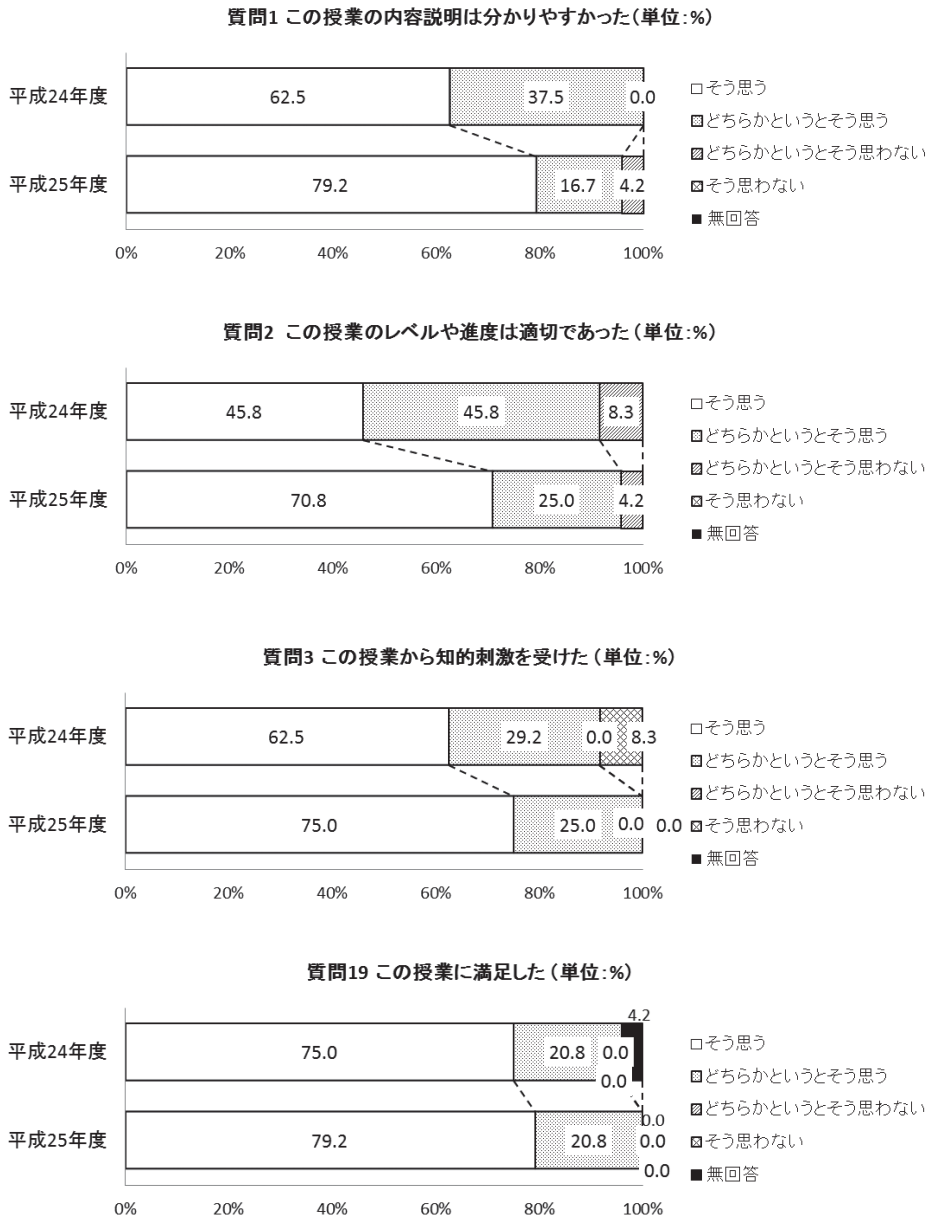 質問1 この授業の内容説明は分かりやすかった(単位:%)
平成24年度 62.5 37.5 0.0
平成25年度 79.2 16.7 4.2
0% 20% 40% 60% 80% 100%
□そう思う
どちらかというとそう思う
どちらかというとそう思わない
そう思わない
■無回答
質問2 この授業のレベルや進度は適切であった(単位:%)
平成24年度 45.8 45.8 8.3
平成25年度 70.8 25.0 4.2
0% 20% 40% 60% 80% 100%
□そう思う
どちらかというとそう思う
どちらかというとそう思わない
そう思わない
■無回答
質問3 この授業から知的刺激を受けた(単位:%)
平成24年度 62.5 29.2 0.0 8.3
平成25年度 75.0 25.0 0.0 0.0
0% 20% 40% 60% 80% 100%
□そう思う
どちらかというとそう思う
どちらかというとそう思わない
そう思わない
■無回答
質問19 この授業に満足した(単位:%)
4.2
平成24年度 75.0 20.8 0.0
0.0
0.0
平成25年度 79.2 20.8 0.0
0.0
0% 20% 40% 60% 80% 100%
□そう思う
どちらかというとそう思う
どちらかというとそう思わない
そう思わない
■無回答